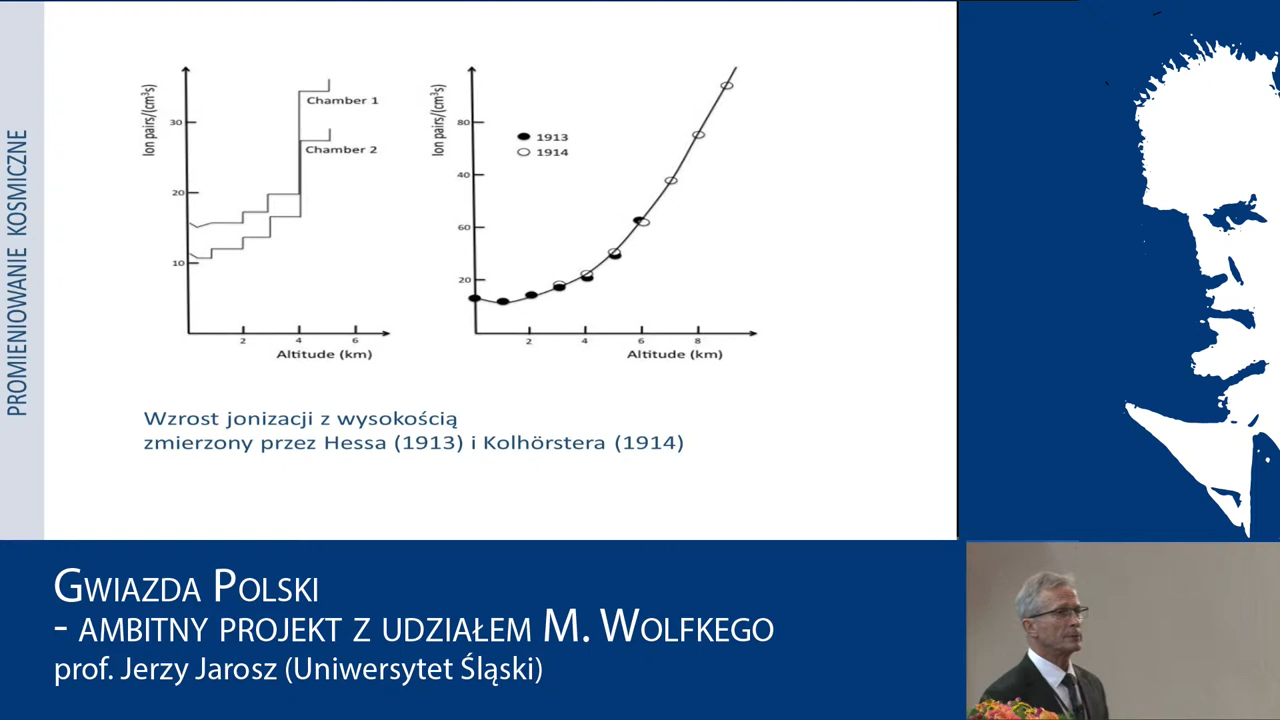 PROMIENIOWANIE KOSMICZNE
Ion pairs/(cm³s)
30
20
10
Chamber 1
Chamber 2
2
4
6
Altitude (km)
Ion pairs/(cm³s)
80
40
60
20
1913
1914
2
4
6
8
Altitude (km)
Wzrost jonizacji z wysokością
zmierzony przez Hessa (1913) i Kolhörstera (1914)
GWIAZDA POLSKI
- AMBITNY PROJEKT Z UDZIAŁEM M. WOLFKEGO
prof. Jerzy Jarosz (Uniwersytet Śląski)